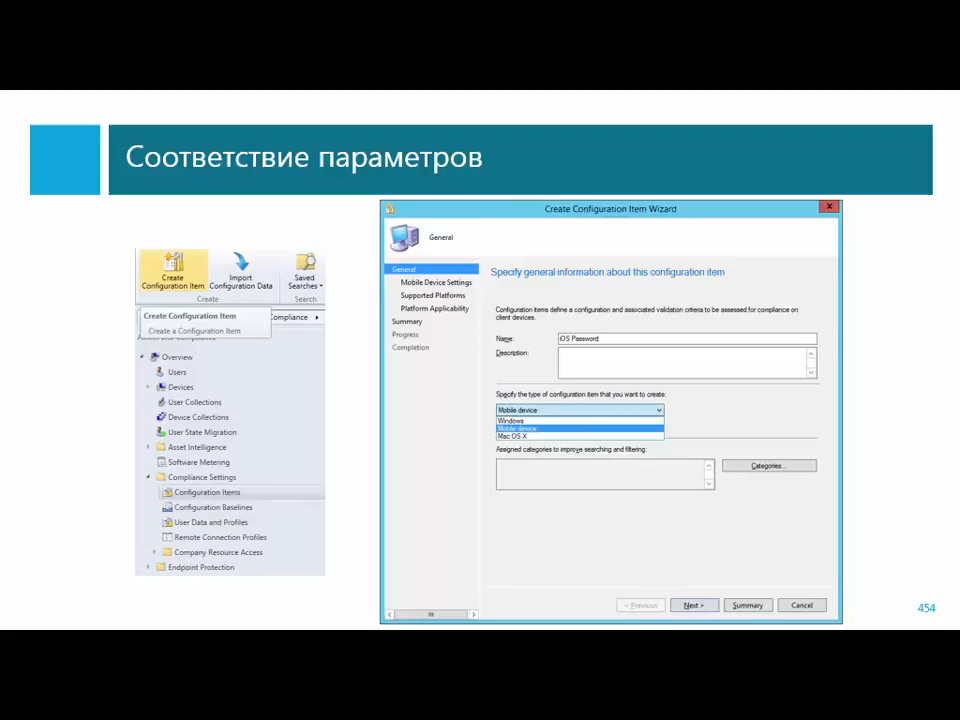 Соответствие параметров
Create
Configuration Item
Import
Configuration Data
Saved
Searches
Create
Search
Create Configuration Item
Create a Configuration Item
Compliance
Overview
Users
Devices
User Collections
Device Collections
User State Migration
Asset Intelligence
Software Metering
Compliance Settings
Configuration Items
Configuration Baselines
User Data and Profiles
Remote Connection Profiles
Company Resource Access
Endpoint Protection
Create Configuration Item Wizard
x
General
General
Mobile Device Settings
Supported Platforms
Platform Applicability
Summary
Progress
Completion
Specify general information about this configuration item
Configuration items define a configuration and associated validation criteria to be assessed for compliance on
client devices.
Name:
iOS Password
Description:
Specify the type of configuration item that you want to create:
Mobile device
Windows
Mobile device
Mac OS X
Assigned categories to improve searching and filtering:
Categories...
< Previous
Next >
Summary
Cancel
454